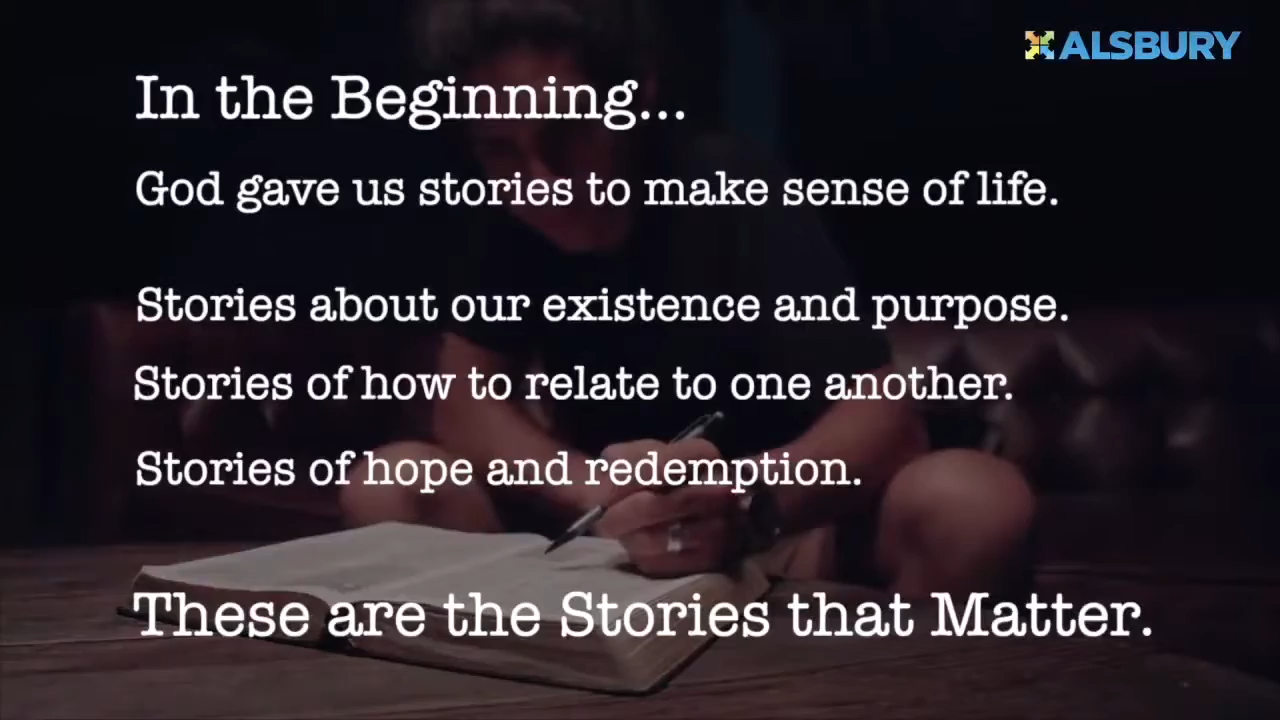 ALSBURY
In the Beginning...
God gave us stories to make sense of life.
Stories about our existence and purpose.
Stories of how to relate to one another.
Stories of hope and redemption.
These are the Stories that Matter.